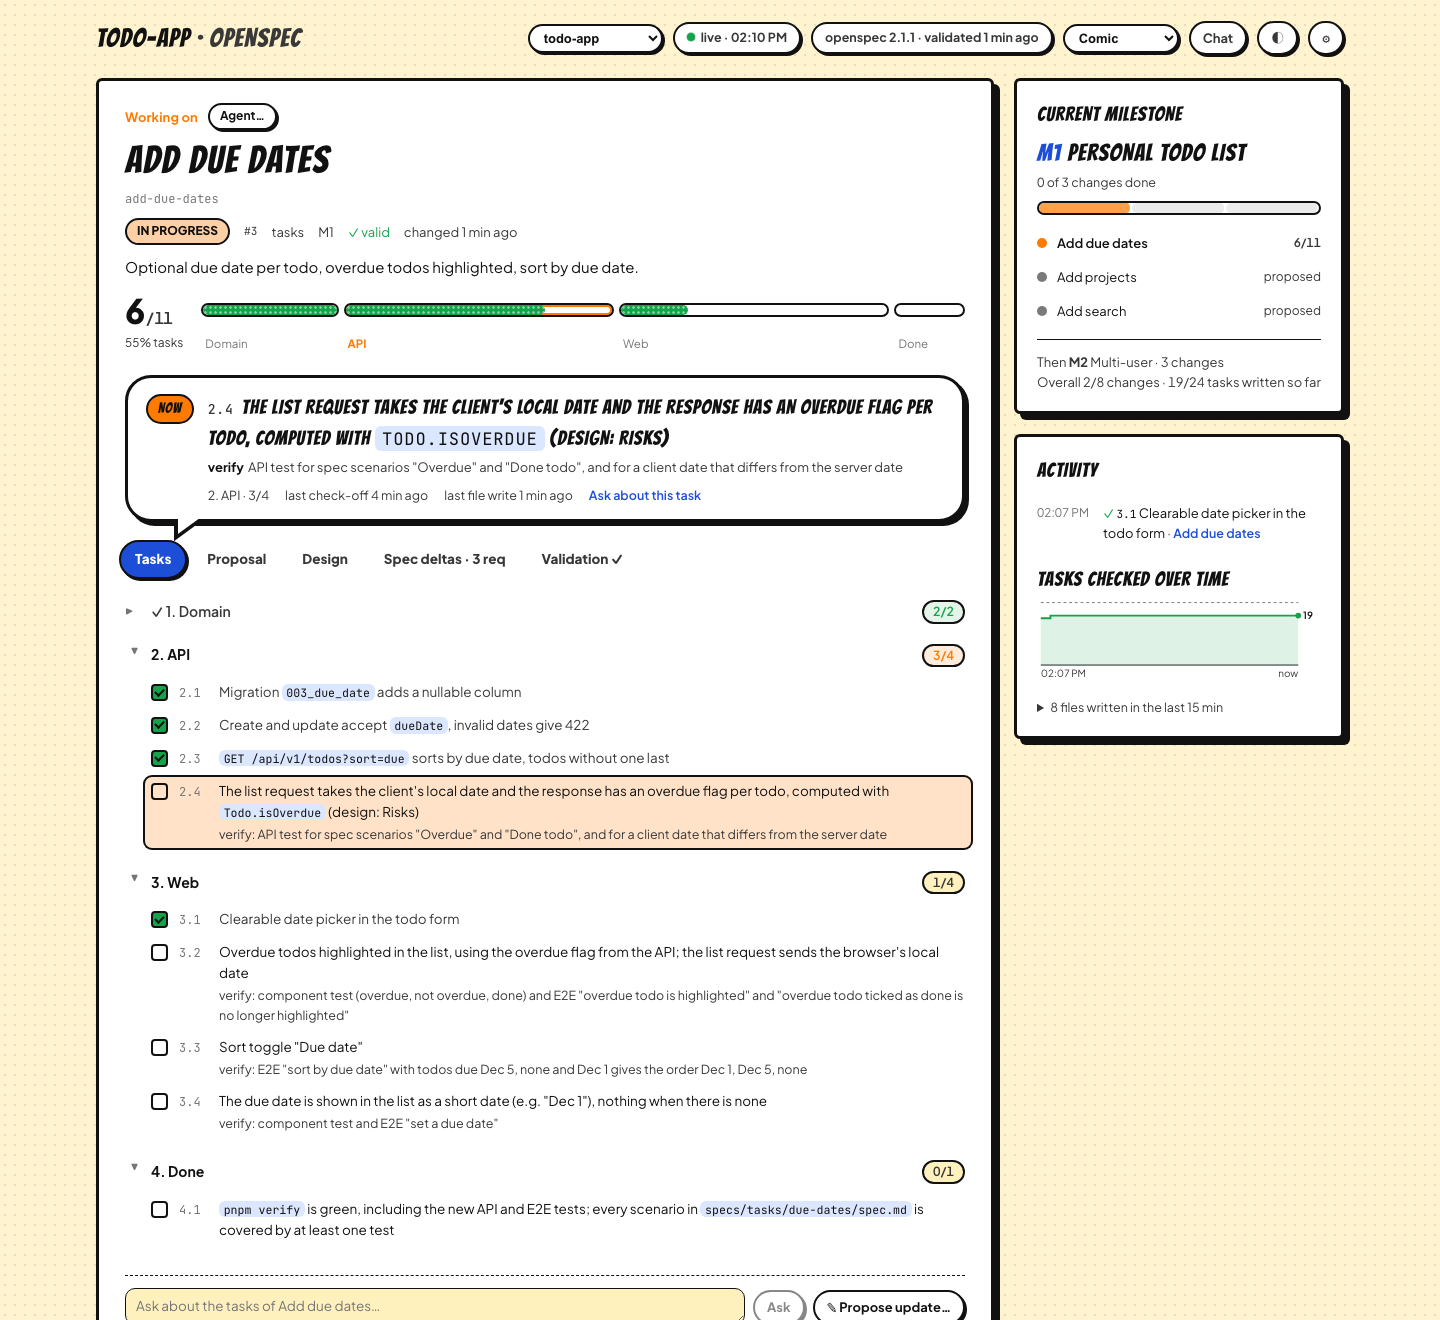 TODO-APP · OPENSPEC
todo-app
live · 02:10 PM
openspec 2.1.1 · validated 1 min ago
Comic
Chat
Working on
Agent…
ADD DUE DATES
add-due-dates
IN PROGRESS
#3
tasks
M1
✓ valid
changed 1 min ago
Optional due date per todo, overdue todos highlighted, sort by due date.
6/11
55% tasks
Domain
API
Web
Done
NOW
2.4 THE LIST REQUEST TAKES THE CLIENT'S LOCAL DATE AND THE RESPONSE HAS AN OVERDUE FLAG PER
TODO, COMPUTED WITH TODO.ISOVERDUE (DESIGN: RISKS)
verify API test for spec scenarios "Overdue" and "Done todo", and for a client date that differs from the server date
2. API · 3/4
last check-off 4 min ago
last file write 1 min ago
Ask about this task
Tasks
Proposal
Design
Spec deltas · 3 req
Validation ✓
✓ 1. Domain
2/2
2. API
3/4
2.1 Migration 003_due_date adds a nullable column
2.2 Create and update accept dueDate, invalid dates give 422
2.3 GET /api/v1/todos?sort=due sorts by due date, todos without one last
2.4 The list request takes the client's local date and the response has an overdue flag per todo, computed with
Todo.isOverdue (design: Risks)
verify: API test for spec scenarios "Overdue" and "Done todo", and for a client date that differs from the server date
3. Web
1/4
3.1 Clearable date picker in the todo form
3.2 Overdue todos highlighted in the list, using the overdue flag from the API; the list request sends the browser's local
date
verify: component test (overdue, not overdue, done) and E2E "overdue todo is highlighted" and "overdue todo ticked as done is
no longer highlighted"
3.3 Sort toggle "Due date"
verify: E2E "sort by due date" with todos due Dec 5, none and Dec 1 gives the order Dec 1, Dec 5, none
3.4 The due date is shown in the list as a short date (e.g. "Dec 1"), nothing when there is none
verify: component test and E2E "set a due date"
4. Done
0/1
4.1 pnpm verify is green, including the new API and E2E tests; every scenario in specs/tasks/due-dates/spec.md is
covered by at least one test
Ask about the tasks of Add due dates…
Ask
✎ Propose update…
CURRENT MILESTONE
M1 PERSONAL TODO LIST
0 of 3 changes done
Add due dates
6/11
Add projects
proposed
Add search
proposed
Then M2 Multi-user · 3 changes
Overall 2/8 changes · 19/24 tasks written so far
ACTIVITY
02:07 PM
✓ 3.1 Clearable date picker in the
todo form · Add due dates
TASKS CHECKED OVER TIME
19
02:07 PM
now
8 files written in the last 15 min